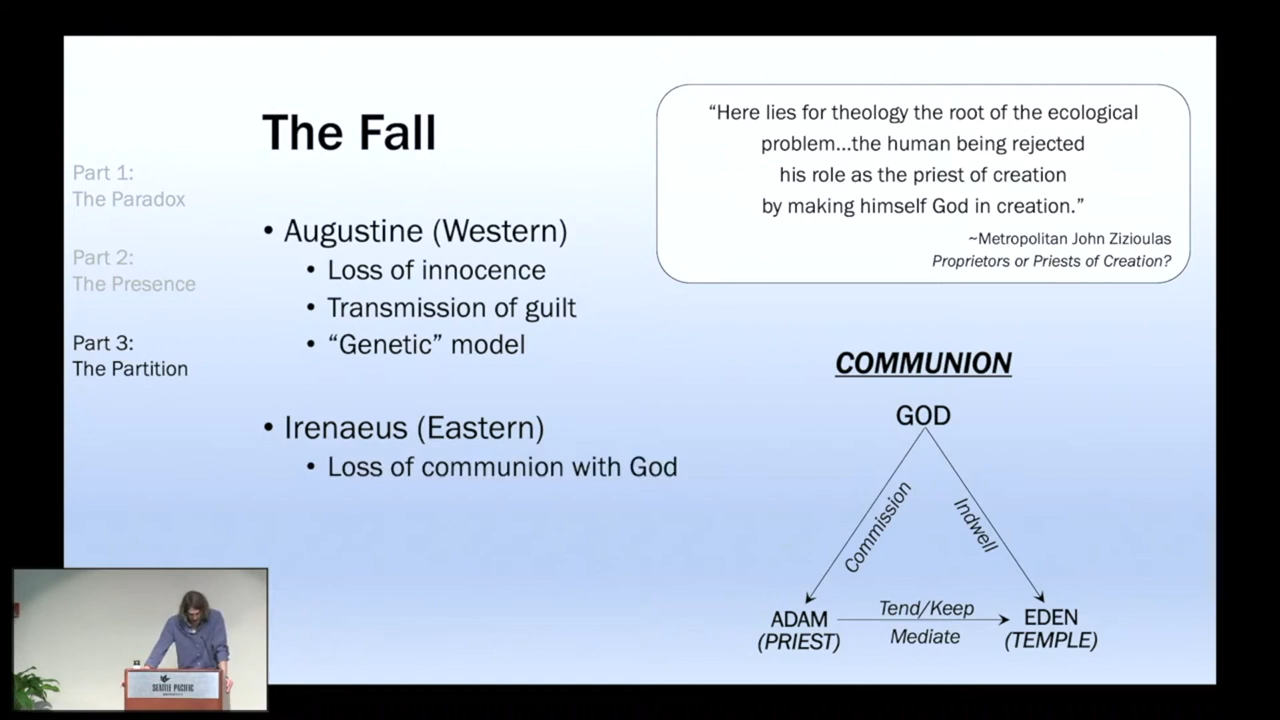 The Fall
Part 1:
The Paradox
Part 2:
The Presence
Part 3:
The Partition
• Augustine (Western)
• Loss of innocence
• Transmission of guilt
• “Genetic” model
• Irenaeus (Eastern)
• Loss of communion with God
“Here lies for theology the root of the ecological
problem...the human being rejected
his role as the priest of creation
by making himself God in creation.”
~Metropolitan John Zizioulas
Proprietors or Priests of Creation?
COMMUNION
GOD
Commission
Indwell
ADAM
(PRIEST)
Tend/Keep
Mediate
EDEN
(TEMPLE)
SEATTLE PACIFIC
UNIVERSITY